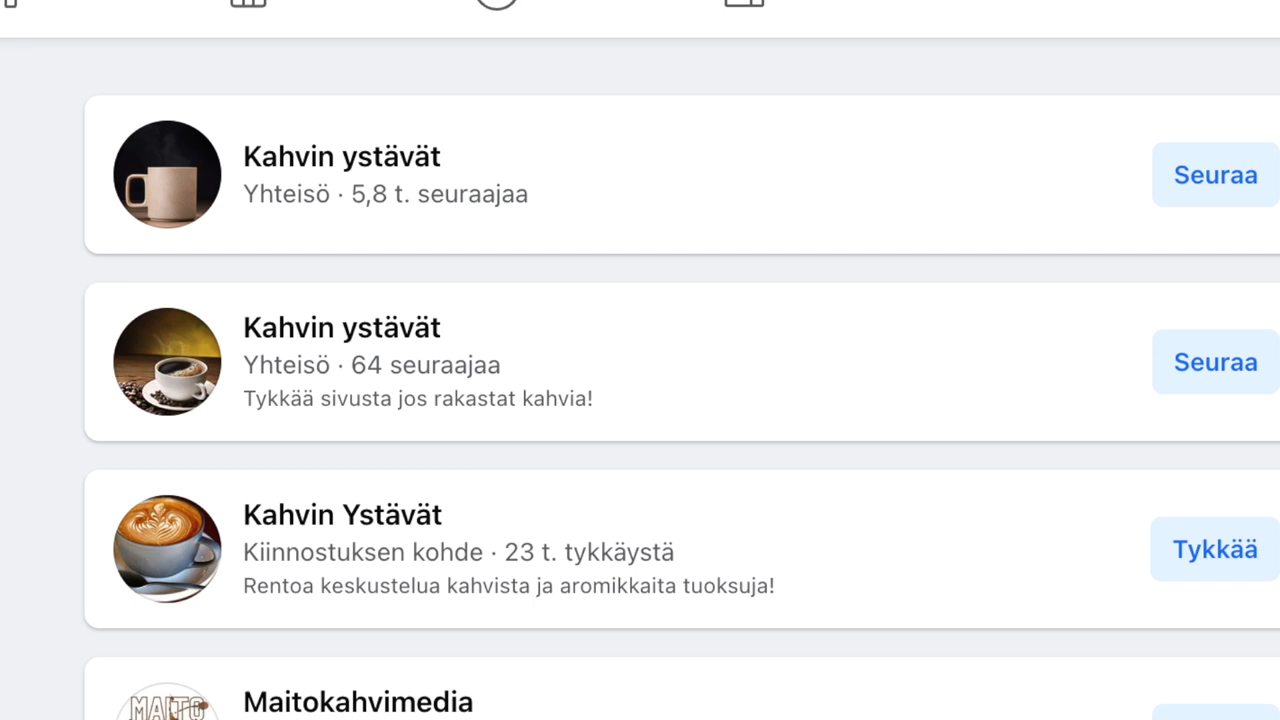 Kahvin ystävät
Yhteisö · 5,8 t. seuraajaa
Seuraa
Kahvin ystävät
Yhteisö · 64 seuraajaa
Tykkää sivusta jos rakastat kahvia!
Seuraa
Kahvin Ystävät
Kiinnostuksen kohde · 23 t. tykkäystä
Rentoa keskustelua kahvista ja aromikkaita tuoksuja!
Tykkää
MAITO
Maitokahvimedia